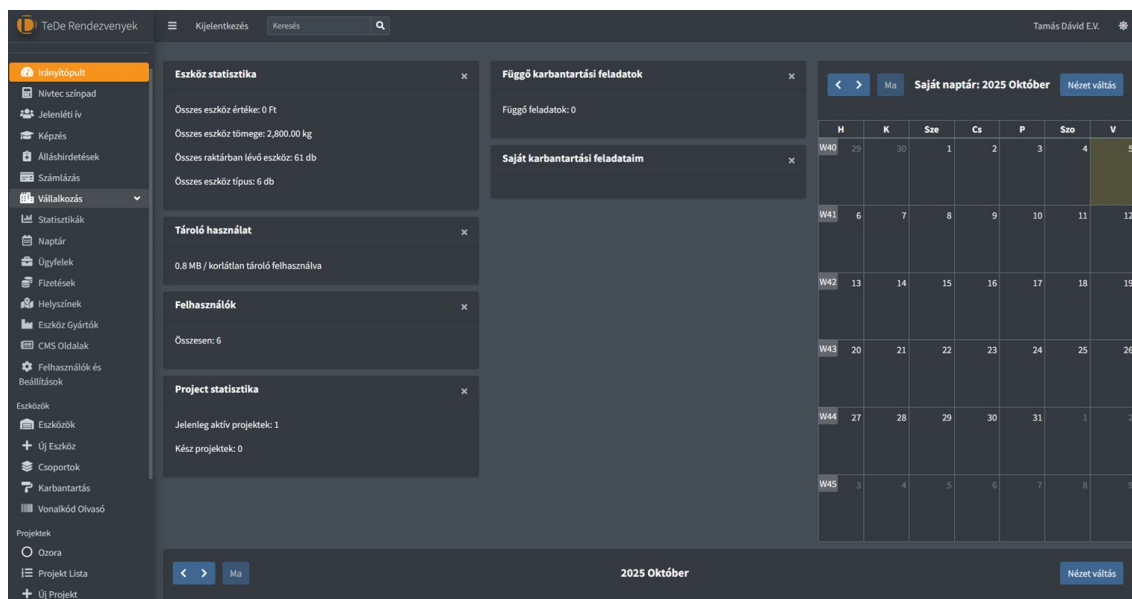 TeDe Rendezvenyek
Kijelentkezés
Keresés
Tamás Dávid E.V.
Irányítópult
Nivtec színpad
Jelenléti ív
Képzés
Álláshirdetések
Számlázás
Vállalkozás
Statisztikák
Naptár
Ügyfelek
Fizetések
Helyszínek
Eszköz Gyártók
CMS Oldalak
Felhasználók és
Beállítások
Eszközök
Eszközök
Új Eszköz
Csoportok
Karbantartás
Vonalkód Olvasó
Projektek
Ozora
Projekt Lista
Új Projekt
Eszköz statisztika
Összes eszköz értéke: 0 Ft
Összes eszköz tömege: 2,800.00 kg
Összes raktárban lévő eszköz: 61 db
Összes eszköz típus: 6 db
Tároló használat
0.8 MB / korlátlan tároló felhasználva
Felhasználók
Összesen: 6
Project statisztika
Jelenleg aktív projektek: 1
Kész projektek: 0
Függő karbantartási feladatok
Függő feladatok: 0
Saját karbantartási feladataim
Ma Saját naptár: 2025 Október Nézet váltás
H K Sze Cs P Szo V
W40 29 30 1 2 3 4 5
W41 6 7 8 9 10 11 12
W42 13 14 15 16 17 18 19
W43 20 21 22 23 24 25 26
W44 27 28 29 30 31 1 2
W45 3 4 5 6 7 8 9
Ma 2025 Október Nézet váltás